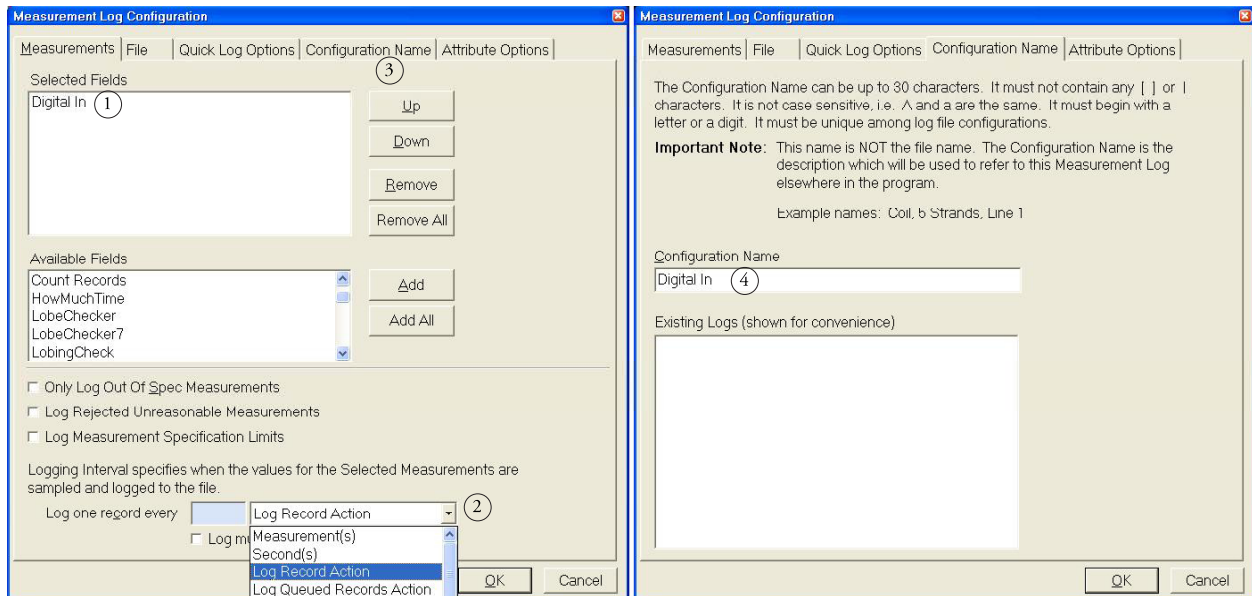 Measurement Log Configuration
Measurements File Quick Log Options Configuration Name Attribute Options
3
Selected Fields
Digital In 1
Up
Down
Remove
Remove All
Available Fields
Count Records
HowMuchTime
LobeChecker
LobeChecker7
LobingCheck
Add
Add All
Only Log Out Of Spec Measurements
Log Rejected Unreasonable Measurements
Log Measurement Specification Limits
Logging Interval specifies when the values for the Selected Measurements are
sampled and logged to the file.
Log one record every Log Record Action 2
Log mu
Measurement(s)
Second(s)
Log Record Action
Log Queued Records Action
OK Cancel
Measurement Log Configuration
Measurements File Quick Log Options Configuration Name Attribute Options
The Configuration Name can be up to 30 characters. It must not contain any [ ] or |
characters. It is not case sensitive, i.e. A and a are the same. It must begin with a
letter or a digit. It must be unique among log file configurations.
Important Note: This name is NOT the file name. The Configuration Name is the
description which will be used to refer to this Measurement Log
elsewhere in the program.
Example names: Coil, 6 Strands, Line 1
Configuration Name
Digital In 4
Existing Logs (shown for convenience)
OK Cancel